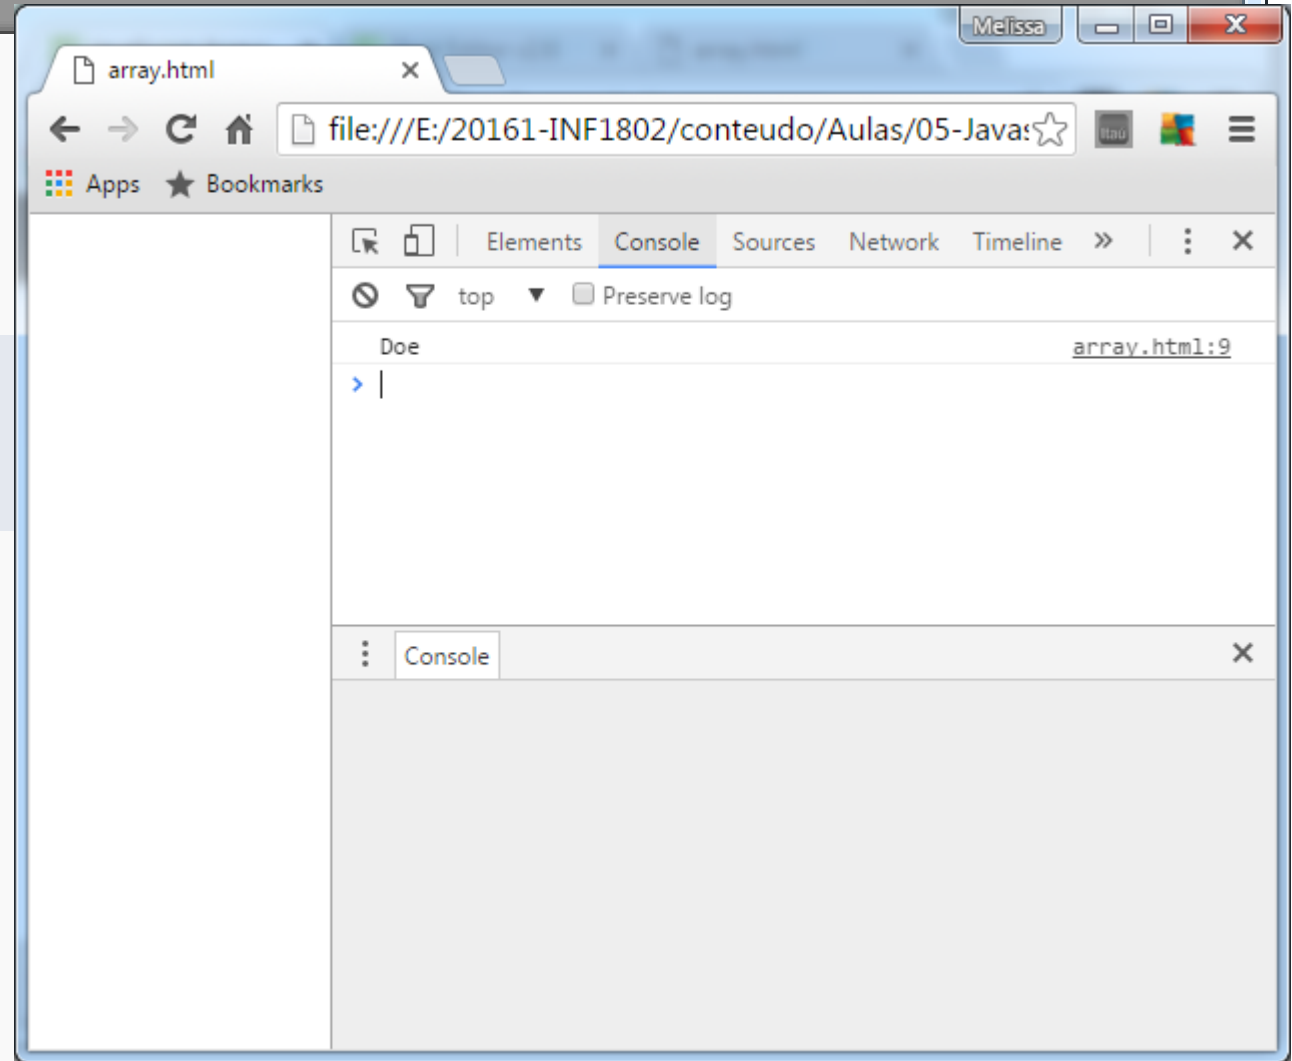 Melissa
array.html
file:///E:/20161-INF1802/conteudo/Aulas/05-Javas
Itaú
Apps Bookmarks
Elements Console Sources Network Timeline »
top Preserve log
Doe array.html:9
>
Console